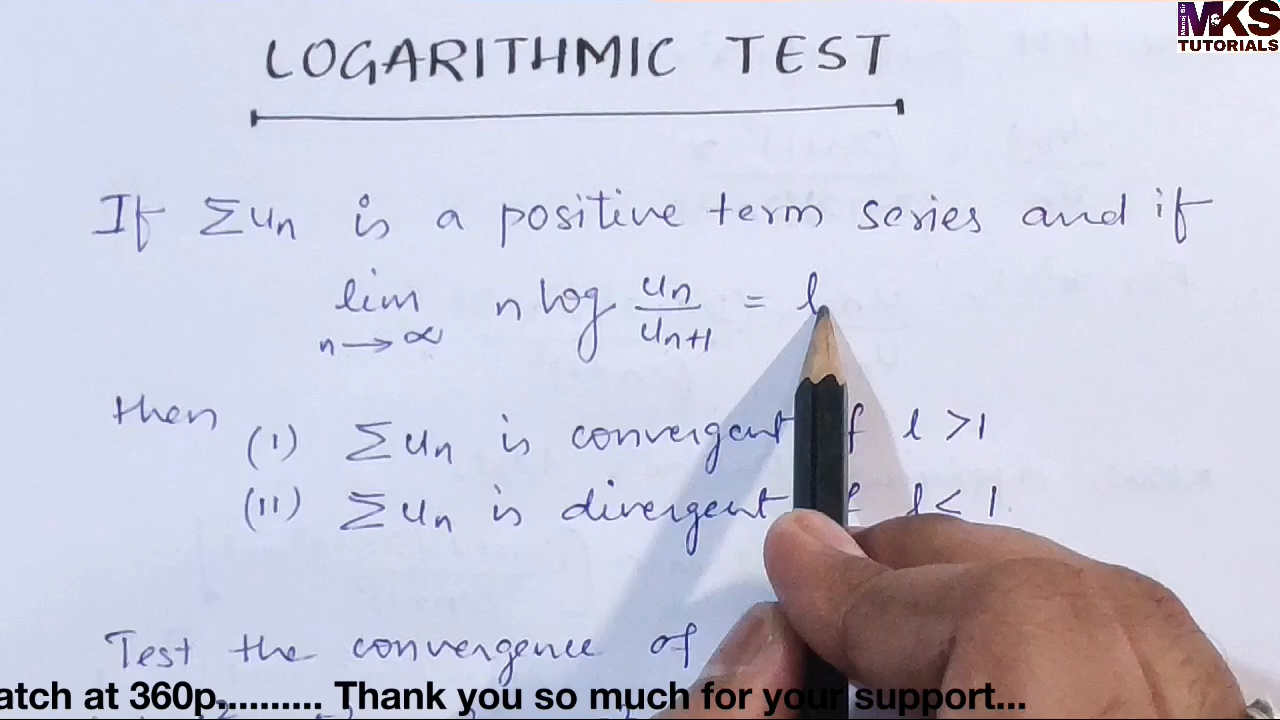 MKS
TUTORIALS
LOGARITHMIC TEST
If Σun is a positive term series and if
lim n→∞ n log un/un+1 = l
then
(I) Σun is convergent if l >1
(II) Σun is divergent if l < 1.
Test the convergence of
atch at 360p.......... Thank you so much for your support...